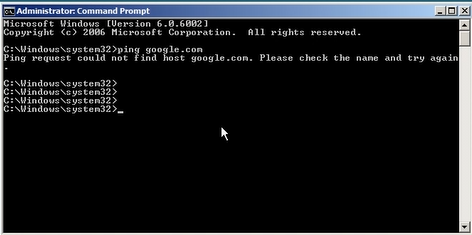 Administrator: Command Prompt
Microsoft Windows [Version 6.0.6002]
Copyright (c) 2006 Microsoft Corporation.  All rights reserved.
C:\Windows\system32>ping google.com
Ping request could not find host google.com. Please check the name and try again
.
C:\Windows\system32>
C:\Windows\system32>
C:\Windows\system32>
C:\Windows\system32>_